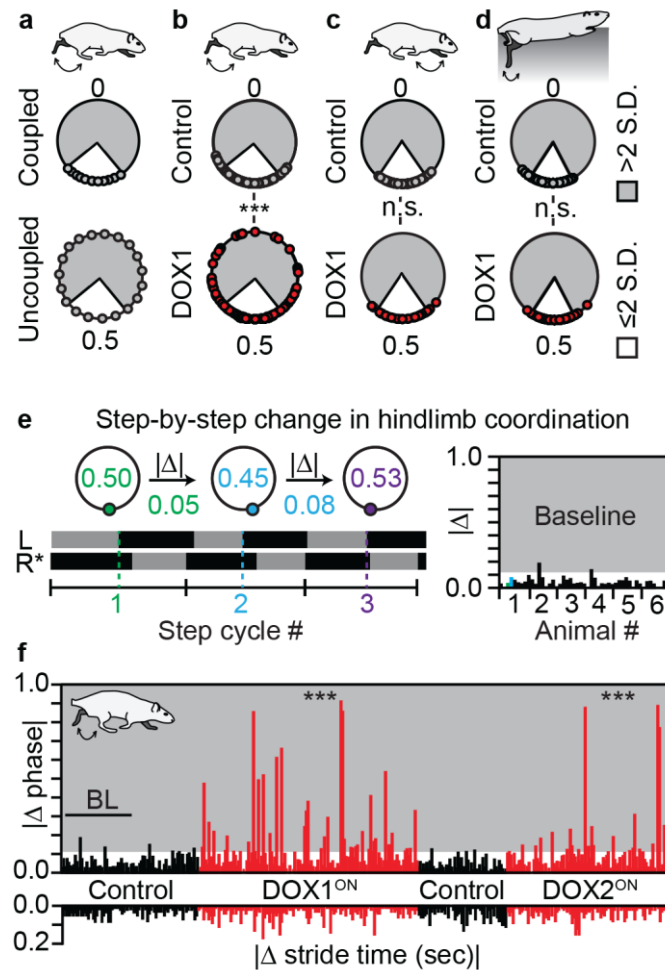 a b c d
0 0 0 0
Coupled Control Control Control
*** n.s. n.s.
Uncoupled DOX1 DOX1 DOX1
0.5 0.5 0.5 0.5
>2 S.D.
≤2 S.D.
e Step-by-step change in hindlimb coordination
0.50 |Δ| 0.45 |Δ| 0.53
0.05 0.08
L
R*
1 2 3
Step cycle #
1.0
|Δ| Baseline
0.0
1 2 3 4 5 6
Animal #
f
1.0 *** ***
|Δ phase|
BL
0.0
Control DOX1ON Control DOX2ON
0.0
0.2
|Δ stride time (sec)|